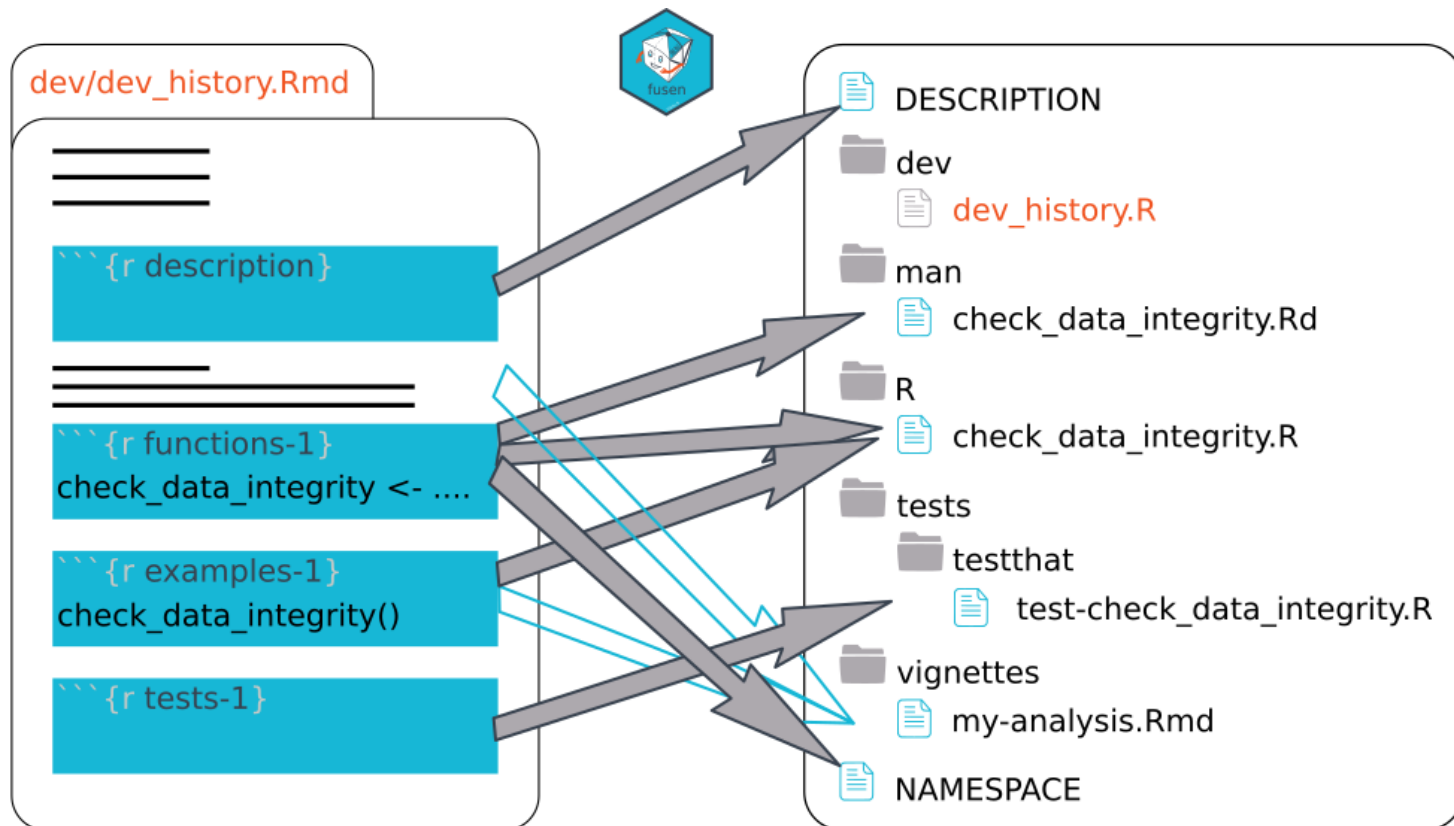 dev/dev_history.Rmd
```{r description}
```{r functions-1}
check_data_integrity <- ....
```{r examples-1}
check_data_integrity()
```{r tests-1}
fusen
DESCRIPTION
dev
dev_history.R
man
check_data_integrity.Rd
R
check_data_integrity.R
tests
testthat
test-check_data_integrity.R
vignettes
my-analysis.Rmd
NAMESPACE